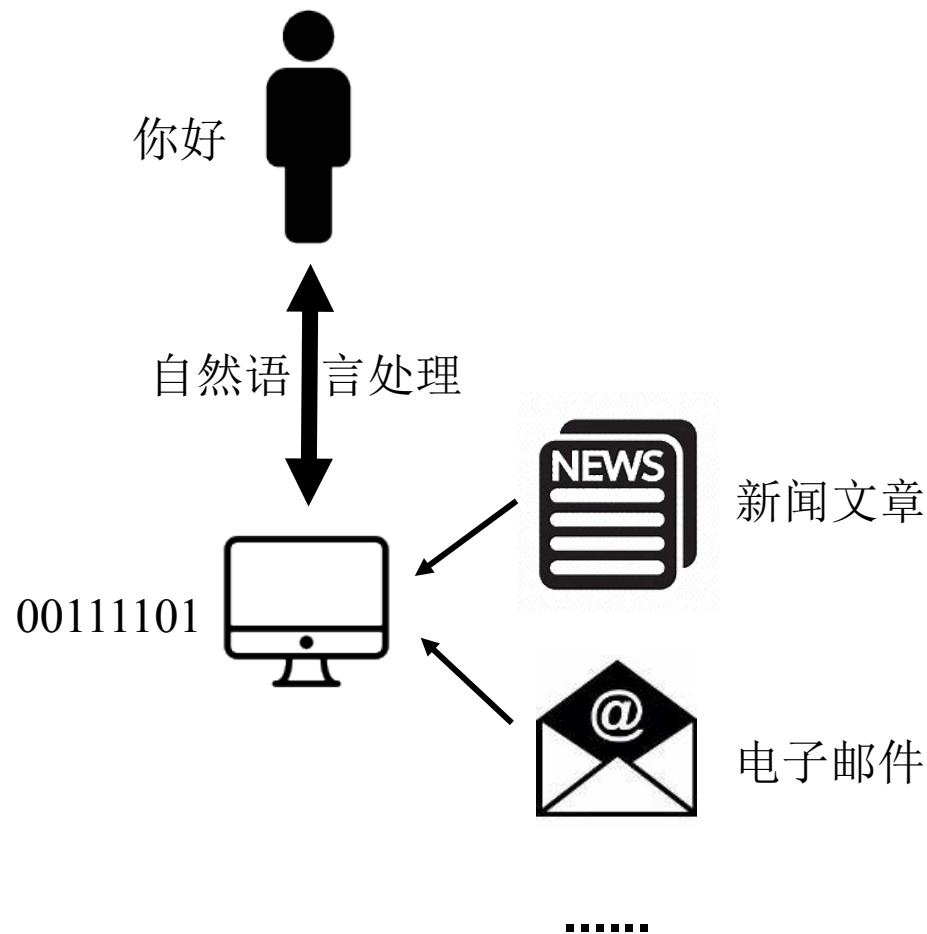 你好
自然语言处理
NEWS
新闻文章
00111101
@
电子邮件
......